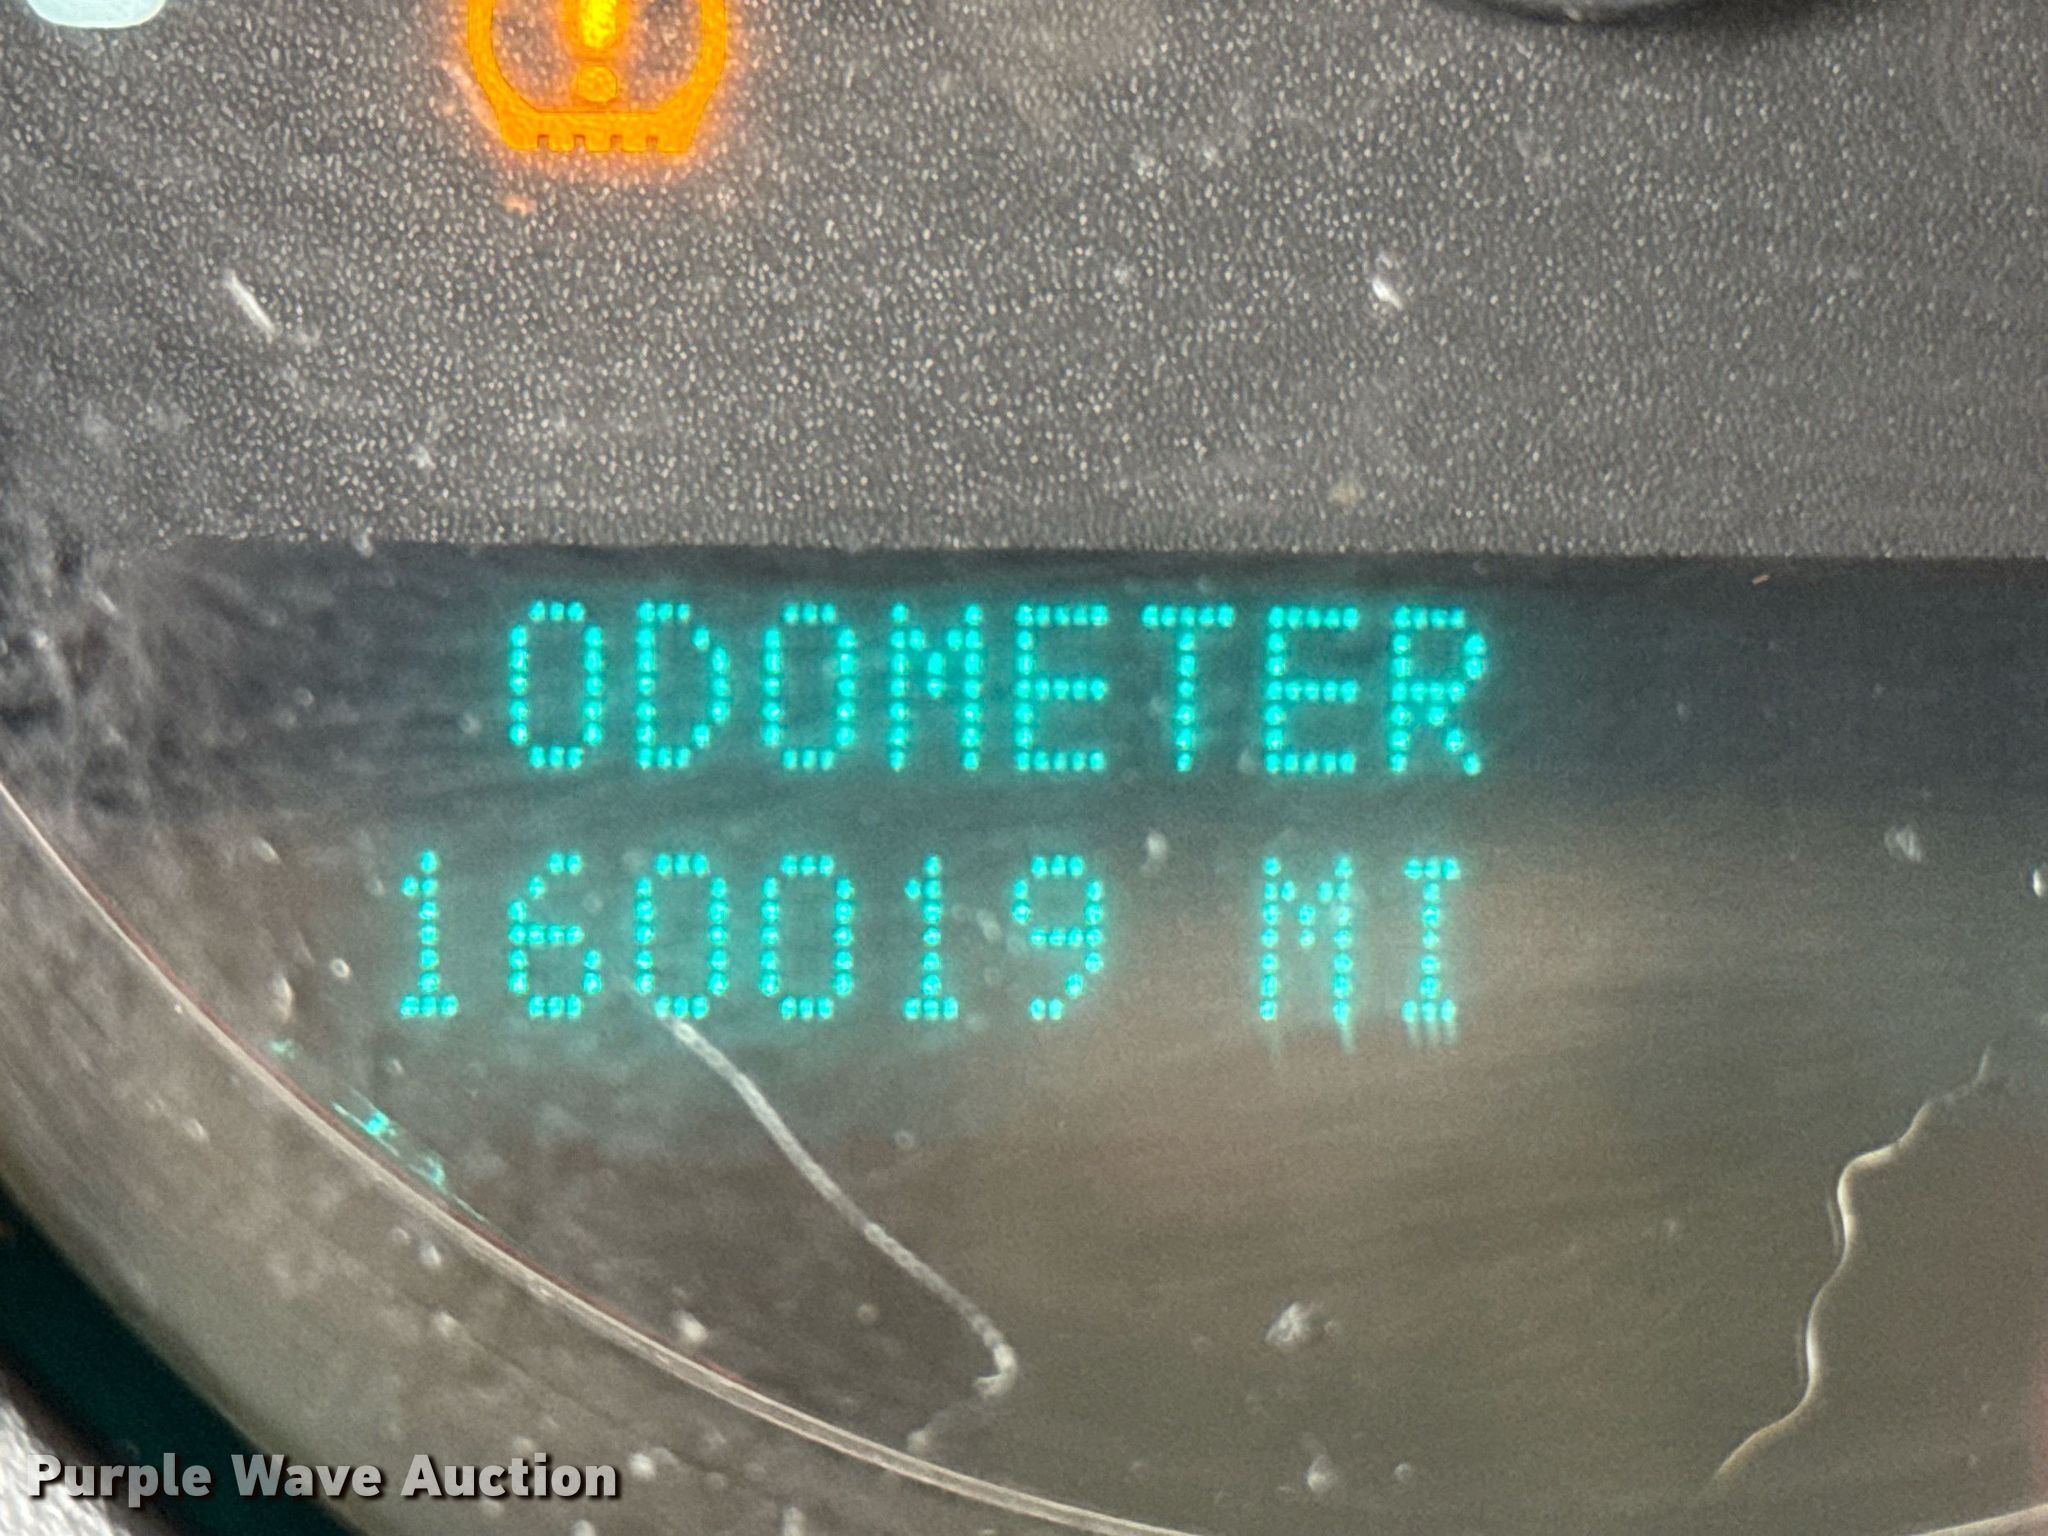 ODOMETER
160019 MI
Purple Wave Auction